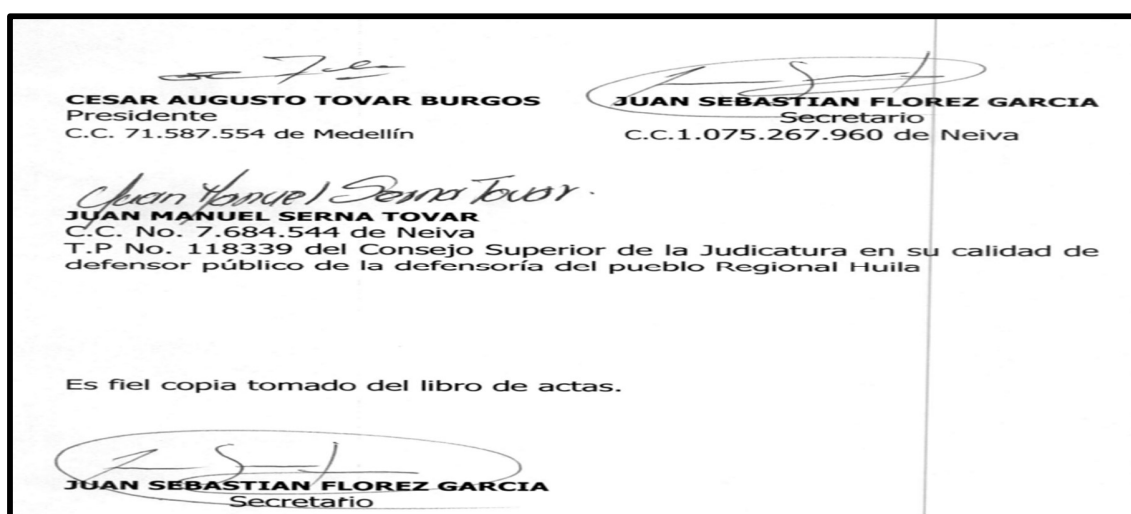 CESAR AUGUSTO TOVAR BURGOS
Presidente
C.C. 71.587.554 de Medellín
JUAN SEBASTIAN FLOREZ GARCIA
Secretario
C.C.1.075.267.960 de Neiva
Juan Manuel Serna Tovar.
JUAN MANUEL SERNA TOVAR
C.C. No. 7.684.544 de Neiva
T.P No. 118339 del Consejo Superior de la Judicatura en su calidad de
defensor público de la defensoría del pueblo Regional Huila
Es fiel copia tomado del libro de actas.
JUAN SEBASTIAN FLOREZ GARCIA
Secretario